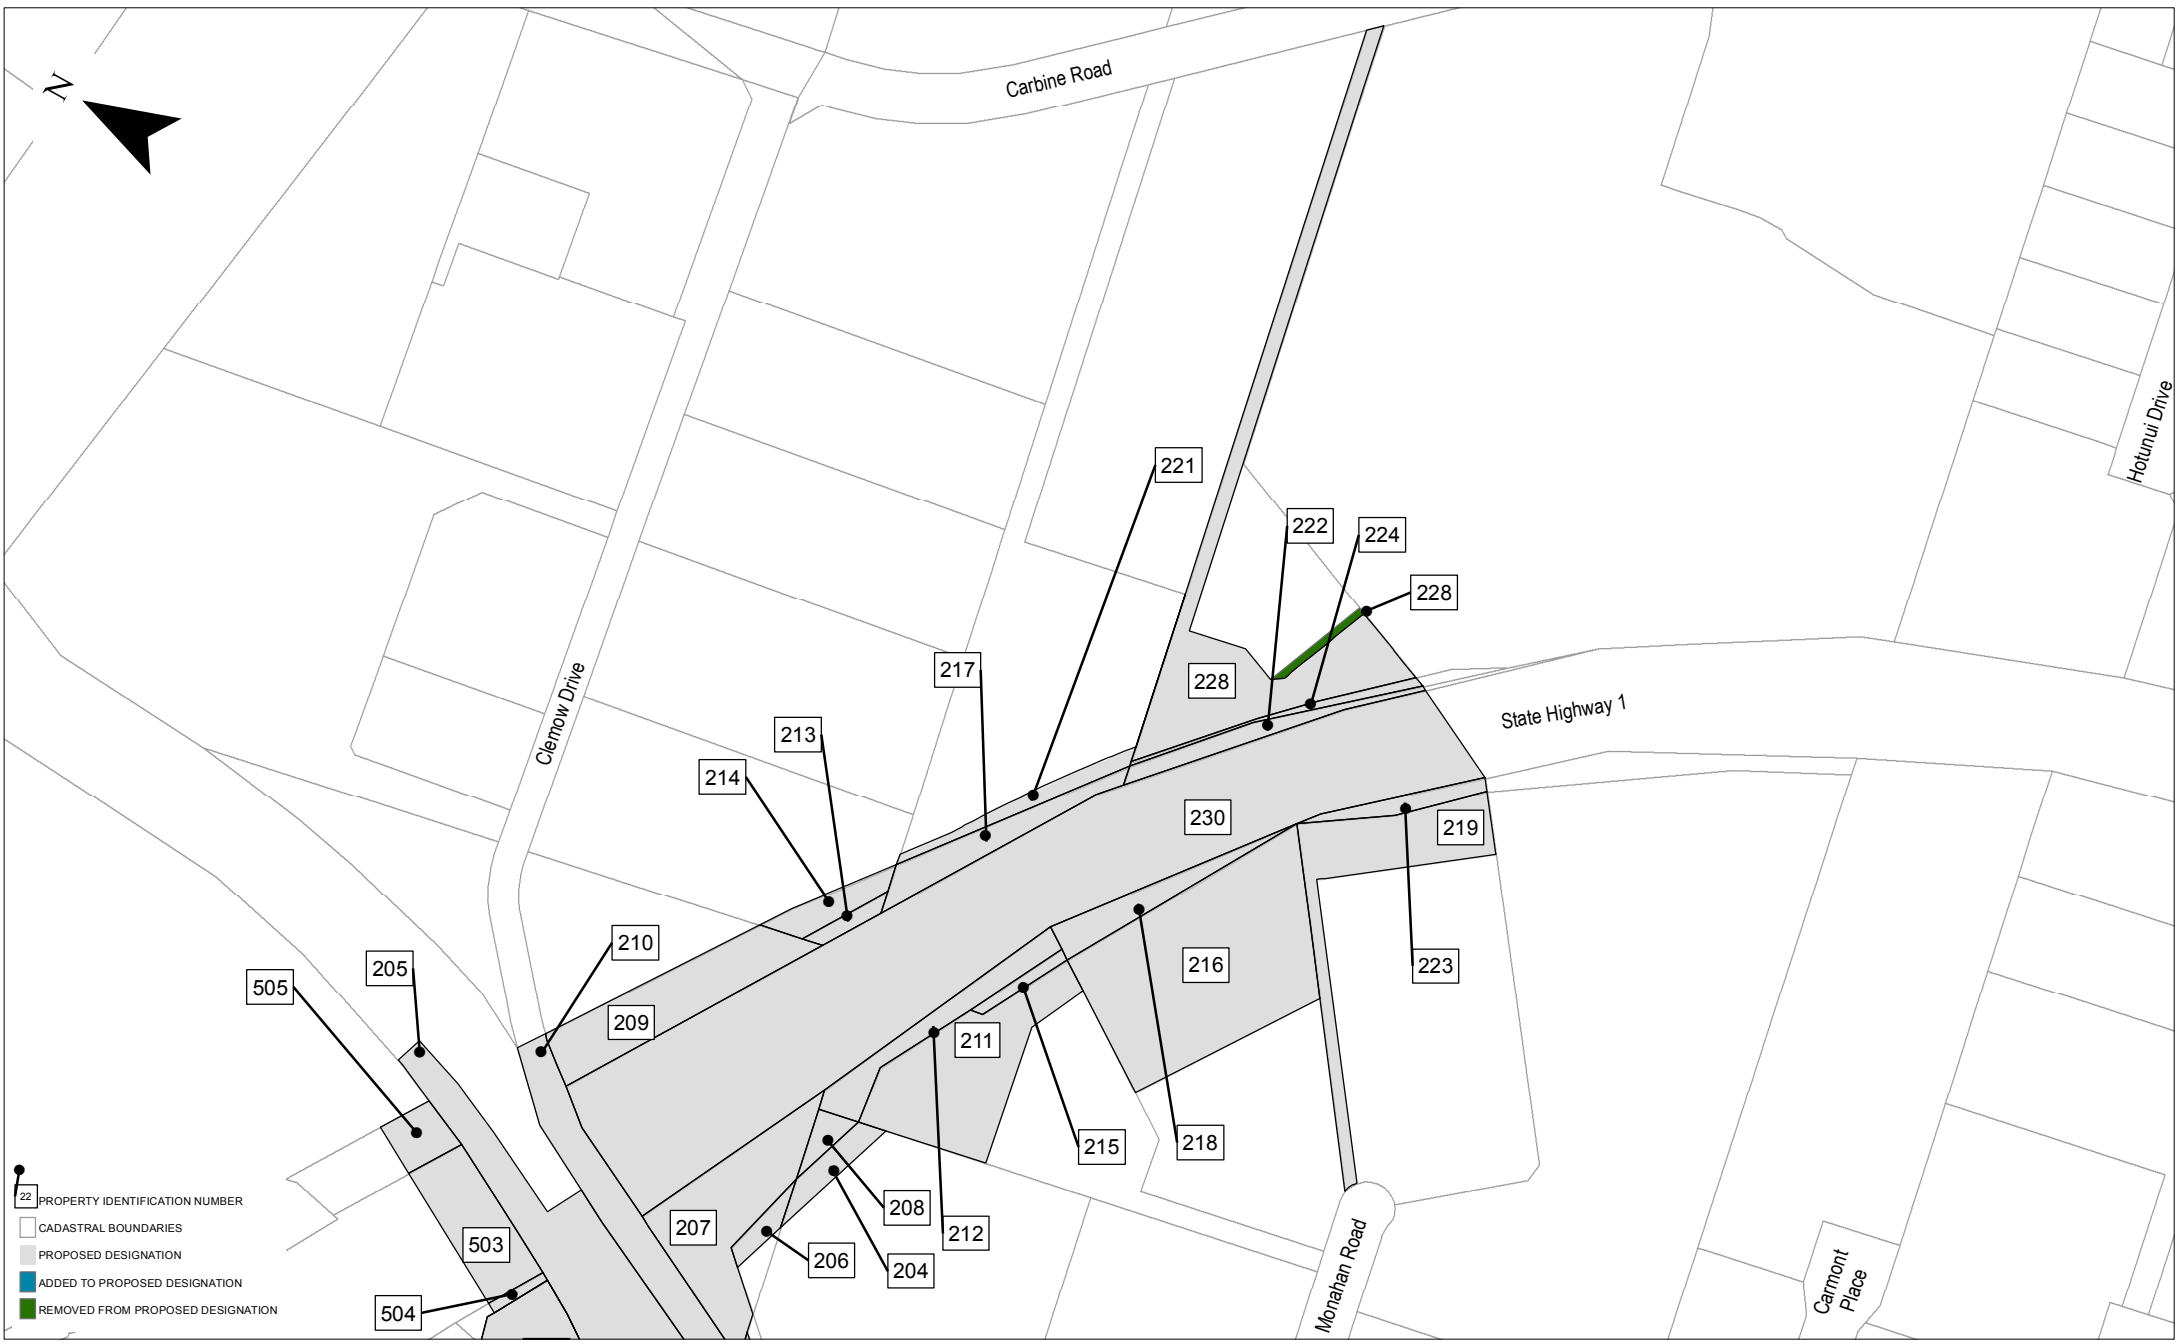 N
Carbine Road
Hotunui Drive
221
222
224
228
217
228
Clemow Drive
State Highway 1
213
214
230
219
210
205
505
216
223
209
211
215
218
22 PROPERTY IDENTIFICATION NUMBER
CADASTRAL BOUNDARIES
PROPOSED DESIGNATION
ADDED TO PROPOSED DESIGNATION
REMOVED FROM PROPOSED DESIGNATION
503
207
208
212
206
204
504
Monahan Road
Carmont
Place